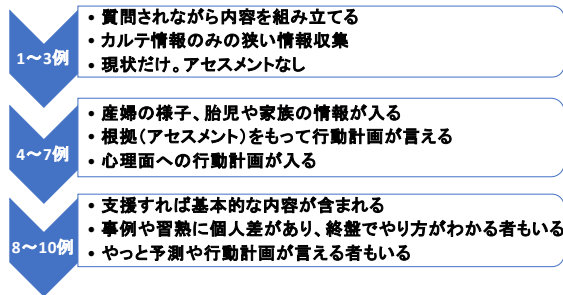 1～3例
• 質問されながら内容を組み立てる
• カルテ情報のみの狭い情報収集
• 現状だけ。アセスメントなし
4～7例
• 産婦の様子、胎児や家族の情報が入る
• 根拠（アセスメント）をもって行動計画が言える
• 心理面への行動計画が入る
8～10例
• 支援すれば基本的な内容が含まれる
• 事例や習熟に個人差があり、終盤でやり方がわかる者もいる
• やっと予測や行動計画が言える者もいる